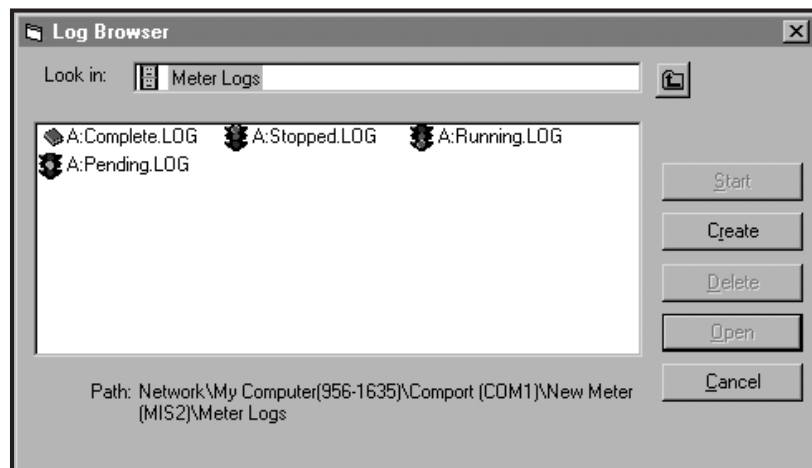 Log Browser
Look in: Meter Logs
A:Complete.LOG A:Stopped.LOG A:Running.LOG
A:Pending.LOG
Start
Create
Delete
Open
Cancel
Path: Network\My Computer(956-1635)\Comport (COM1)\New Meter
(MIS2)\Meter Logs